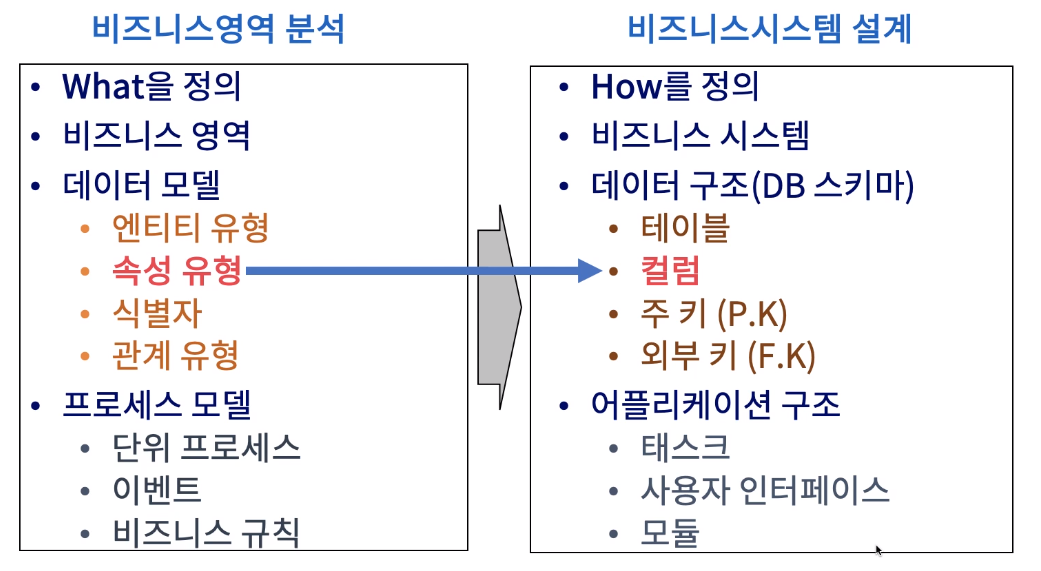 비즈니스영역 분석
• What을 정의
• 비즈니스 영역
• 데이터 모델
• 엔티티 유형
• 속성 유형
• 식별자
• 관계 유형
• 프로세스 모델
• 단위 프로세스
• 이벤트
• 비즈니스 규칙
비즈니스시스템 설계
• How를 정의
• 비즈니스 시스템
• 데이터 구조(DB 스키마)
• 테이블
• 컬럼
• 주 키 (P.K)
• 외부 키 (F.K)
• 어플리케이션 구조
• 태스크
• 사용자 인터페이스
• 모듈